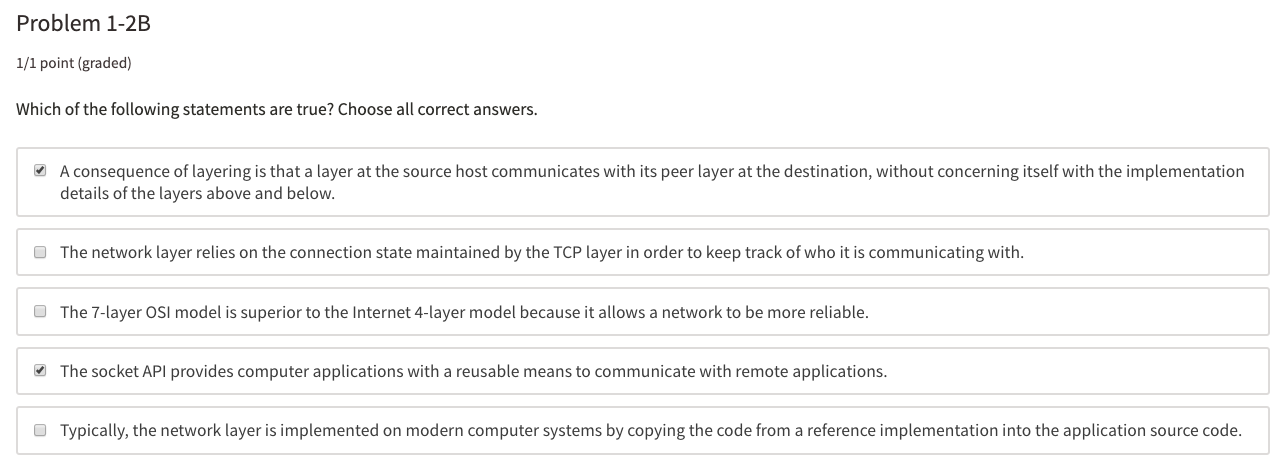 Problem 1-2B
1/1 point (graded)
Which of the following statements are true? Choose all correct answers.
A consequence of layering is that a layer at the source host communicates with its peer layer at the destination, without concerning itself with the implementation
details of the layers above and below.
The network layer relies on the connection state maintained by the TCP layer in order to keep track of who it is communicating with.
The 7-layer OSI model is superior to the Internet 4-layer model because it allows a network to be more reliable.
The socket API provides computer applications with a reusable means to communicate with remote applications.
Typically, the network layer is implemented on modern computer systems by copying the code from a reference implementation into the application source code.